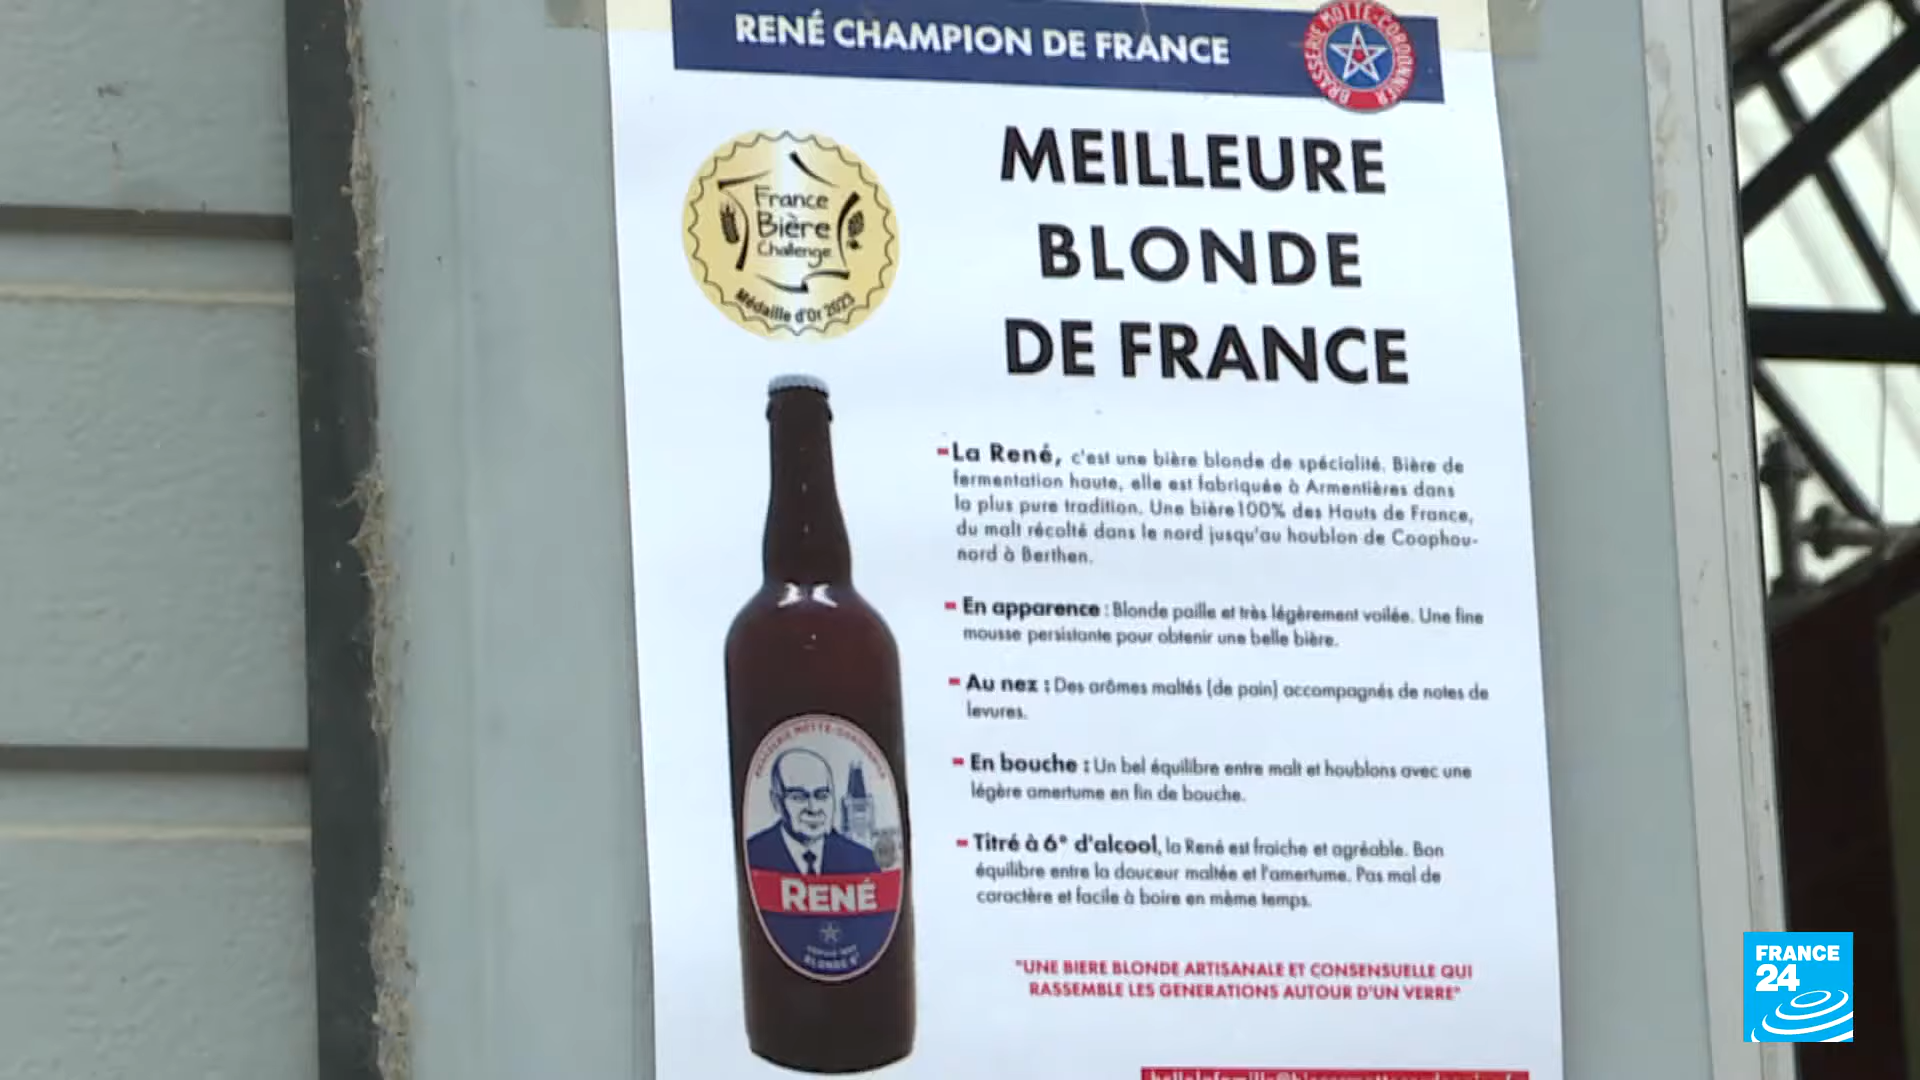 RENÉ CHAMPION DE FRANCE
BRASSERIE MOTTE-CORDONNIER
MEILLEURE
BLONDE
DE FRANCE
France
Bière
Challenge
Médaille d'Or 2023
-La René, c'est une bière blonde de spécialité. Bière de
fermentation haute, elle est fabriquée à Armentières dans
la plus pure tradition. Une bière 100% des Hauts de France,
du malt récolté dans le nord jusqu'au houblon de Coophou-
nord à Berthen.
- En apparence : Blonde paille et très légèrement voilée. Une fine
mousse persistante pour obtenir une belle bière.
- Au nez : Des arômes maltés (de pain) accompagnés de notes de
levures.
- En bouche : Un bel équilibre entre malt et houblons avec une
légère amertume en fin de bouche.
- Titré à 6° d'alcool, la René est fraiche et agréable. Bon
équilibre entre la douceur maltée et l'amertume. Pas mal de
caractère et facile à boire en même temps.
"UNE BIERE BLONDE ARTISANALE ET CONSENSUELLE QUI
RASSEMBLE LES GENERATIONS AUTOUR D'UN VERRE"
BRASSERIE MOTTE-CORDONNIER
RENÉ
BLONDE 6°
FRANCE
24